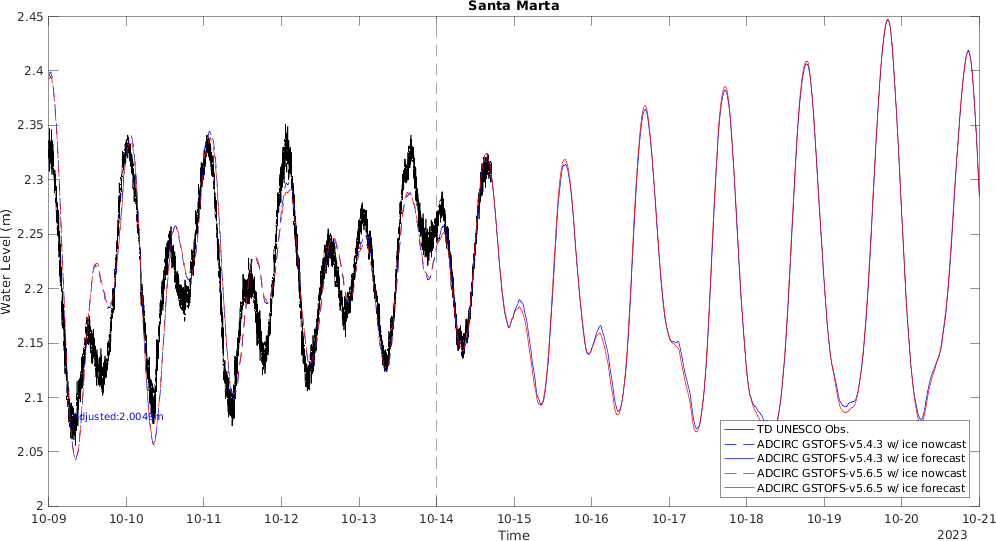 Santa Marta
Water Level (m)
2.45
2.4
2.35
2.3
2.25
2.2
2.15
2.1
2.05
2
TD UNESCO Obs.
ADCIRC GSTOFS-v5.4.3 w/ ice nowcast
ADCIRC GSTOFS-v5.4.3 w/ ice forecast
ADCIRC GSTOFS-v5.6.5 w/ ice nowcast
ADCIRC GSTOFS-v5.6.5 w/ ice forecast
10-09 10-10 10-11 10-12 10-13 10-14 10-15 10-16 10-17 10-18 10-19 10-20 10-21
Time
2023